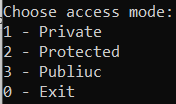 Choose access mode:
1 - Private
2 - Protected
3 - Publiuc
0 - Exit